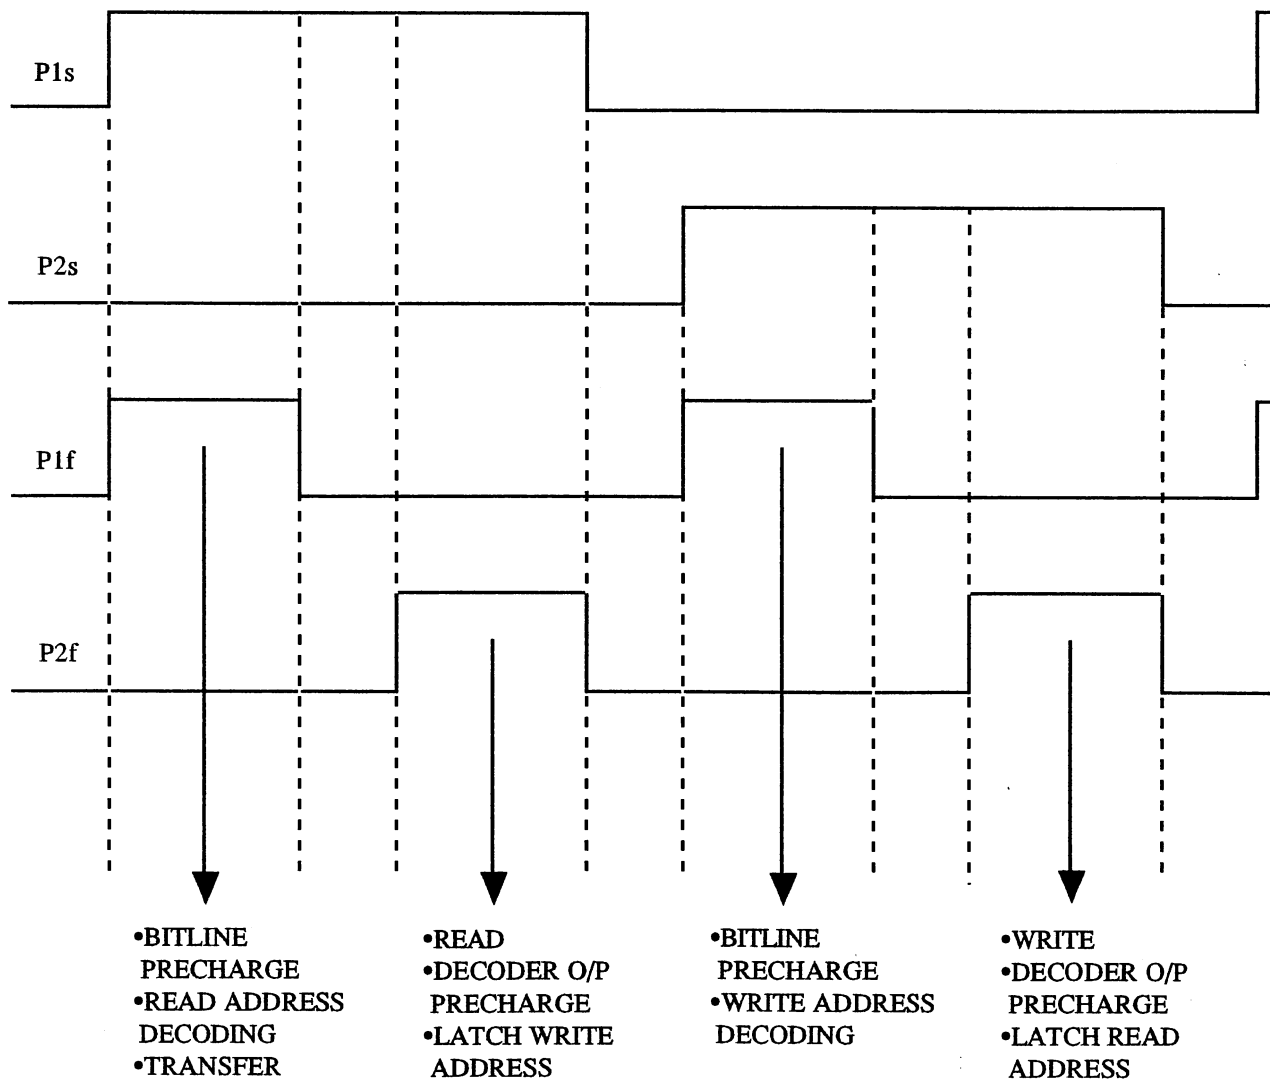 P1s
P2s
P1f
P2f
•BITLINE
PRECHARGE
•READ ADDRESS
DECODING
•TRANSFER
•READ
•DECODER O/P
PRECHARGE
•LATCH WRITE
ADDRESS
•BITLINE
PRECHARGE
•WRITE ADDRESS
DECODING
•WRITE
•DECODER O/P
PRECHARGE
•LATCH READ
ADDRESS